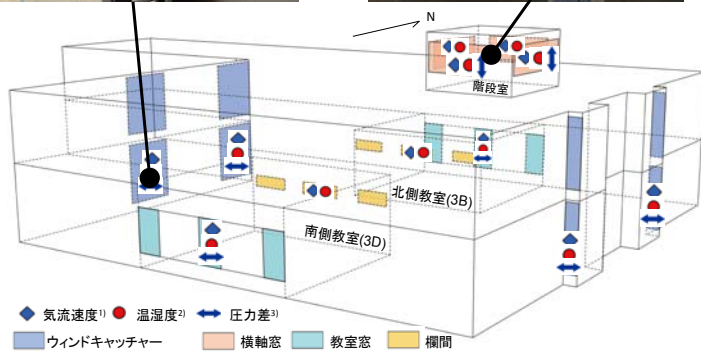 N
階段室
北側教室(3B)
南側教室(3D)
気流速度1) 温湿度2) 圧力差3)
ウィンドキャッチャー 横軸窓 教室窓 欄間